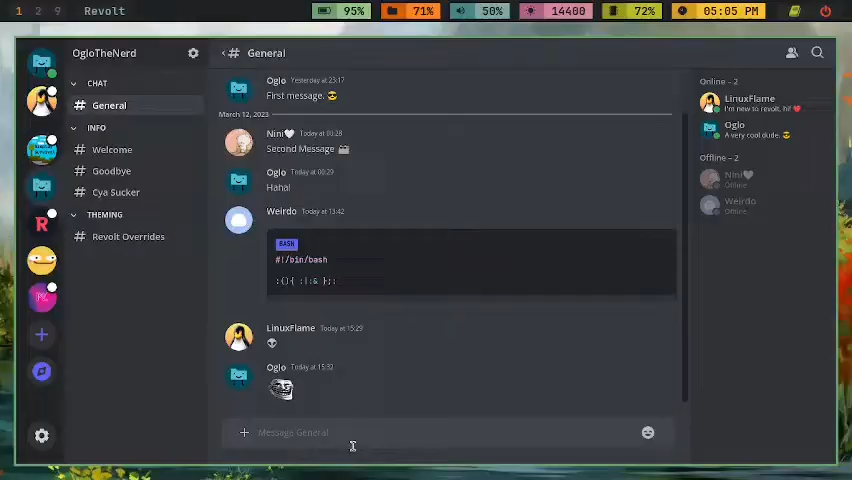 1 2 9 Revolt 95% 71% 50% 14400 72% 05:05 PM
OgloTheNerd
CHAT
# General
INFO
# Welcome
# Goodbye
# Cya Sucker
THEMING
# Revolt Overrides
# General
Oglo Yesterday at 23:17
First message. 😎
March 12, 2023
Nini🤍 Today at 00:28
Second Message
Oglo Today at 00:29
Haha!
Weirdo Today at 13:42
BASH
#!/bin/bash
:(){ :|:& };:
LinuxFlame Today at 15:29
👽
Oglo Today at 15:32
+ Message General
Online – 2
LinuxFlame
I'm new to revolt, hi! ❤️
Oglo
A very cool dude. 😎
Offline – 2
Nini🤍
Offline
Weirdo
Offline